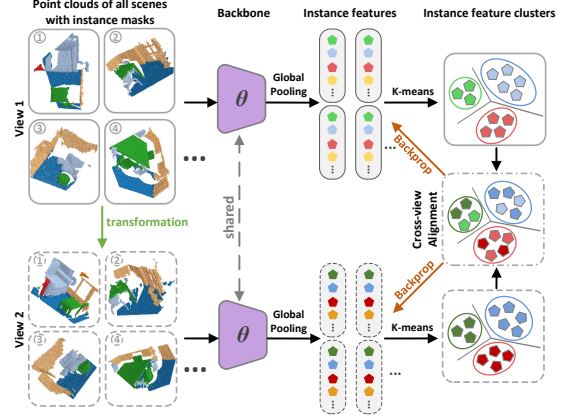 Point clouds of all scenes
with instance masks
Backbone
Instance features
Instance feature clusters
View 1
①
②
③
④
...
θ
Global
Pooling
...
K-means
Backprop
transformation
shared
Cross-view
Alignment
Backprop
View 2
①
②
③
④
...
θ
Global
Pooling
...
K-means